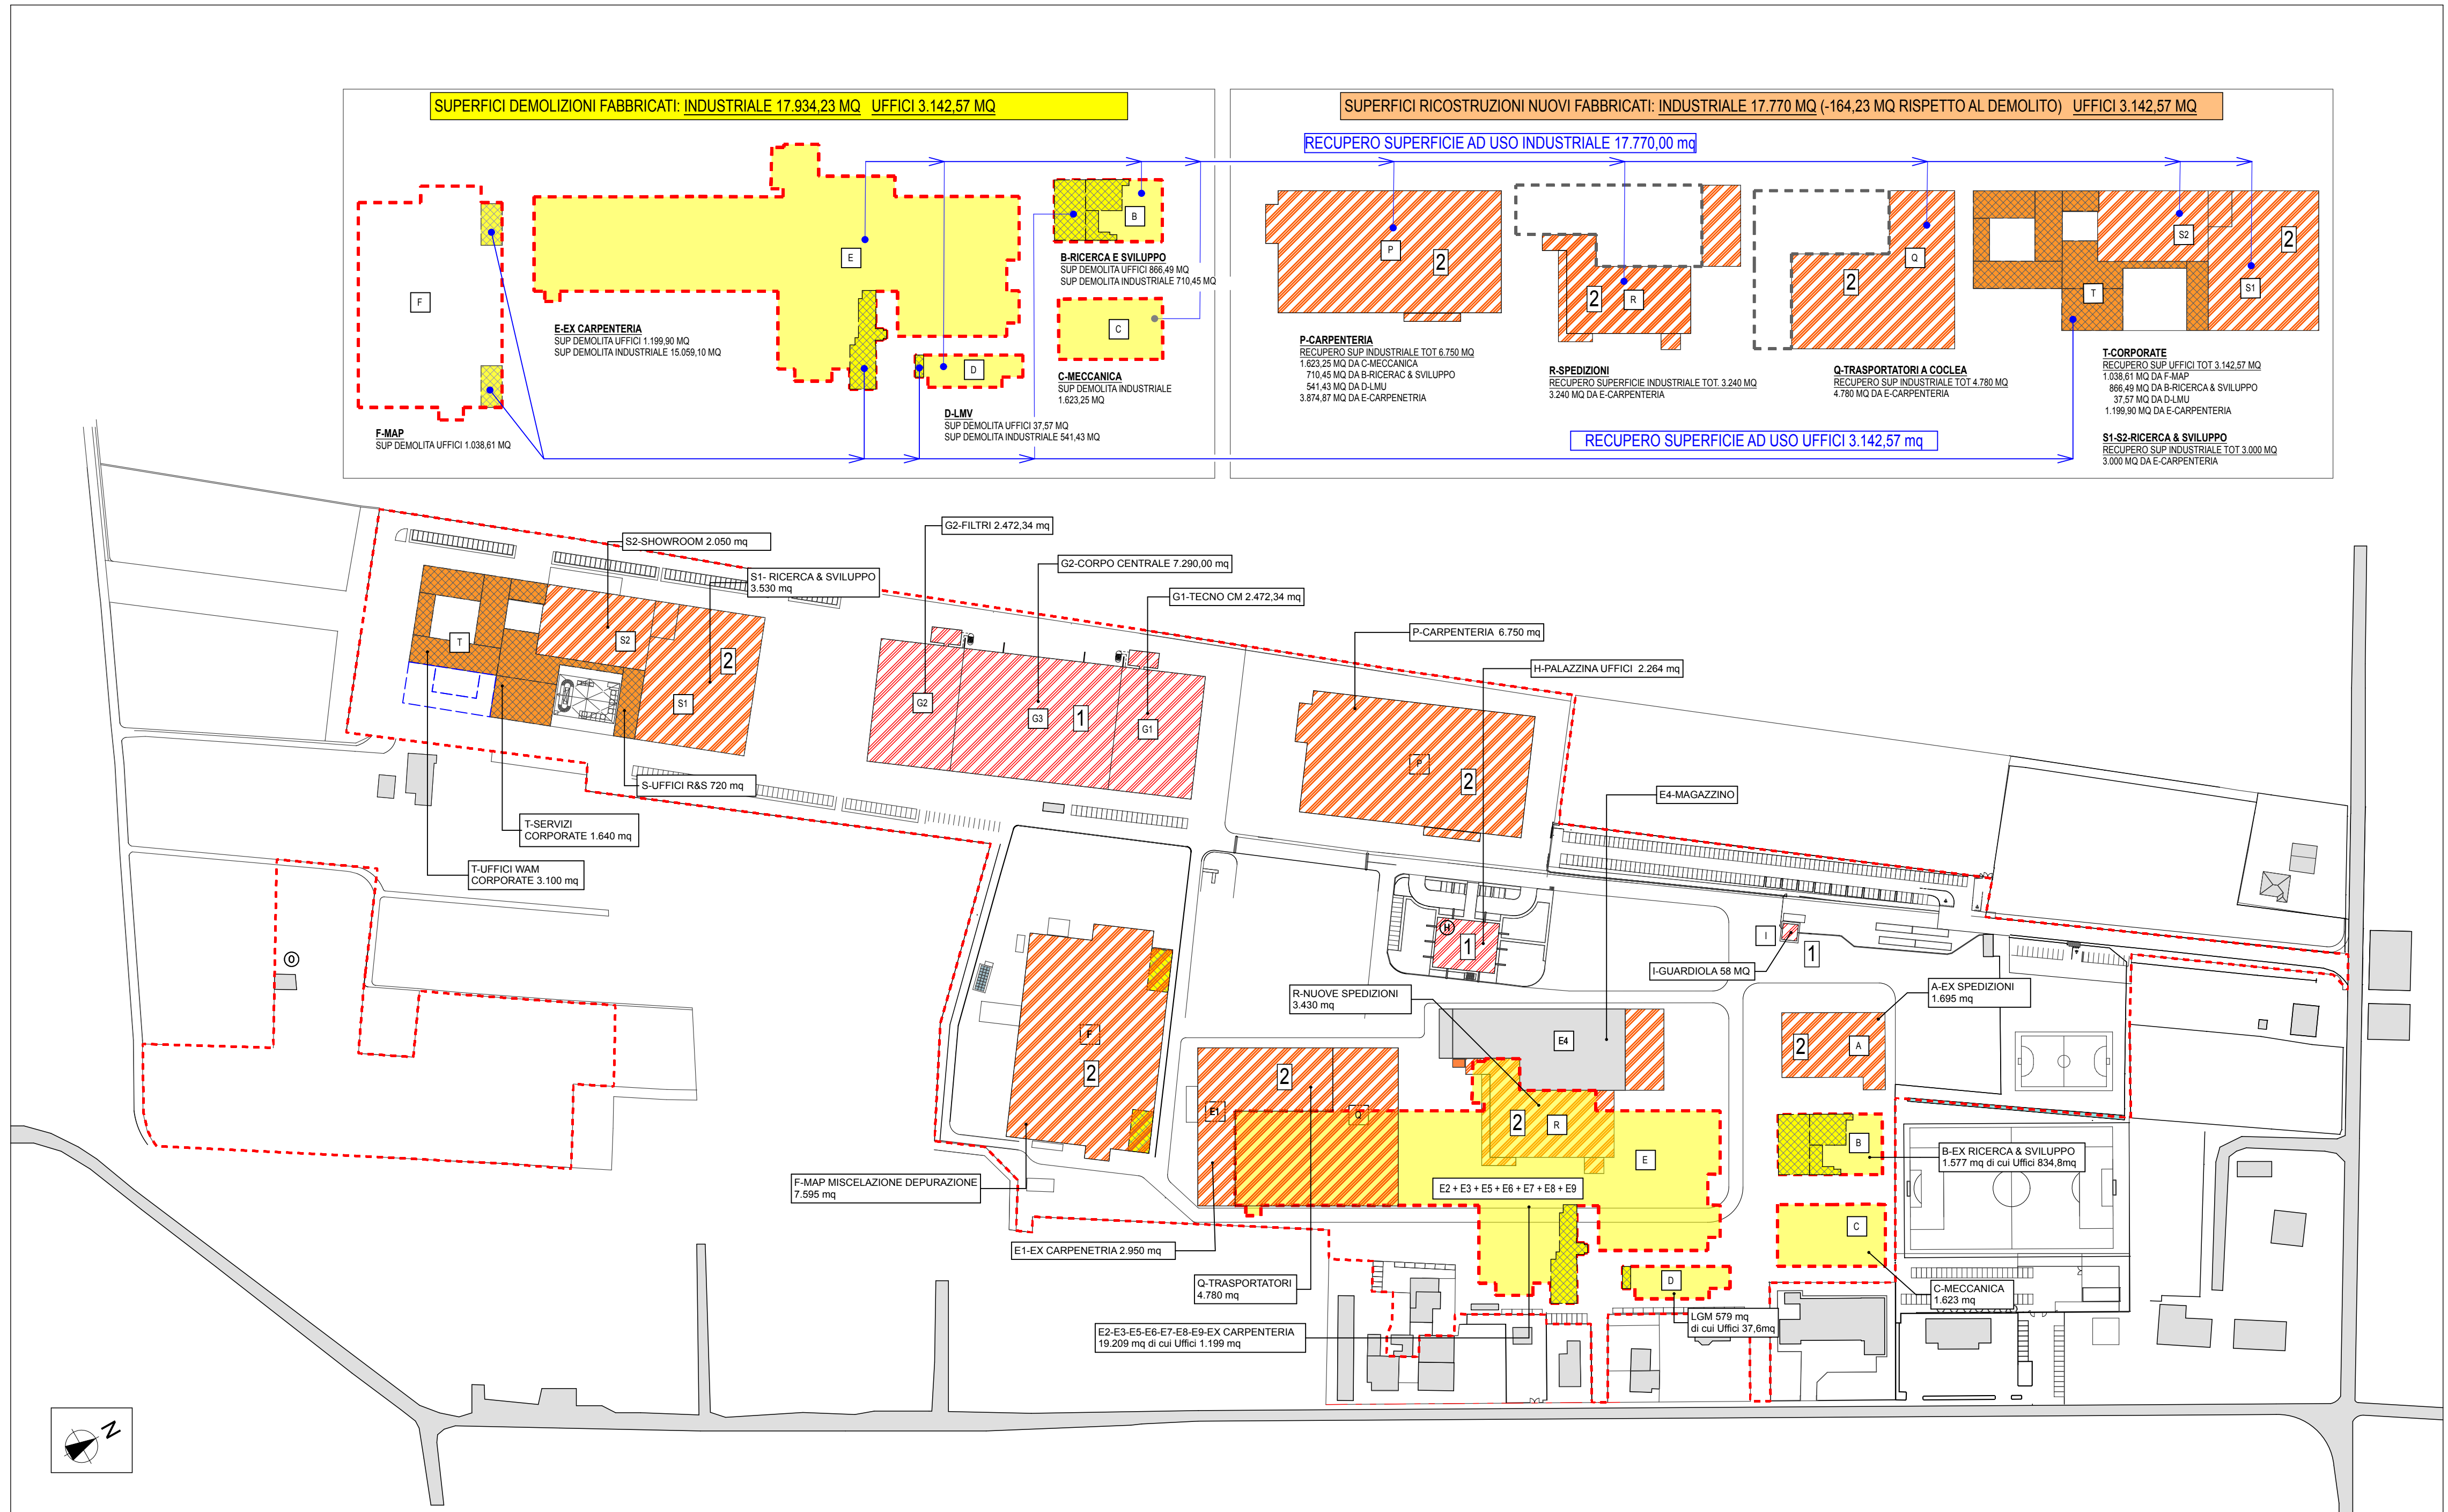 SUPERFICI DEMOLIZIONI FABBRICATI: INDUSTRIALE 17.934,23 MQ UFFICI 3.142,57 MQ
F
F-MAP
SUP DEMOLITA UFFICI 1.038,61 MQ
E
E-EX CARPENTERIA
SUP DEMOLITA UFFICI 1.199,90 MQ
SUP DEMOLITA INDUSTRIALE 15.059,10 MQ
D
D-LMV
SUP DEMOLITA UFFICI 37,57 MQ
SUP DEMOLITA INDUSTRIALE 541,43 MQ
B
B-RICERCA E SVILUPPO
SUP DEMOLITA UFFICI 866,49 MQ
SUP DEMOLITA INDUSTRIALE 710,45 MQ
C
C-MECCANICA
SUP DEMOLITA INDUSTRIALE
1.623,25 MQ
SUPERFICI RICOSTRUZIONI NUOVI FABBRICATI: INDUSTRIALE 17.770 MQ (-164,23 MQ RISPETTO AL DEMOLITO) UFFICI 3.142,57 MQ
RECUPERO SUPERFICIE AD USO INDUSTRIALE 17.770,00 mq
P
2
P-CARPENTERIA
RECUPERO SUP INDUSTRIALE TOT 6.750 MQ
1.623,25 MQ DA C-MECCANICA
710,45 MQ DA B-RICERAC & SVILUPPO
541,43 MQ DA D-LMU
3.874,87 MQ DA E-CARPENETRIA
2
R
R-SPEDIZIONI
RECUPERO SUPERFICIE INDUSTRIALE TOT. 3.240 MQ
3.240 MQ DA E-CARPENTERIA
Q
2
Q-TRASPORTATORI A COCLEA
RECUPERO SUP INDUSTRIALE TOT 4.780 MQ
4.780 MQ DA E-CARPENTERIA
S2
2
T
S1
T-CORPORATE
RECUPERO SUP UFFICI TOT 3.142,57 MQ
1.038,61 MQ DA F-MAP
866,49 MQ DA B-RICERCA & SVILUPPO
37,57 MQ DA D-LMU
1.199,90 MQ DA E-CARPENTERIA
S1-S2-RICERCA & SVILUPPO
RECUPERO SUP INDUSTRIALE TOT 3.000 MQ
3.000 MQ DA E-CARPENTERIA
RECUPERO SUPERFICIE AD USO UFFICI 3.142,57 mq
S2-SHOWROOM 2.050 mq
S1- RICERCA & SVILUPPO
3.530 mq
G2-FILTRI 2.472,34 mq
G2-CORPO CENTRALE 7.290,00 mq
G1-TECNO CM 2.472,34 mq
P-CARPENTERIA 6.750 mq
H-PALAZZINA UFFICI 2.264 mq
T
S2
2
S1
G2
G3
1
G1
P
2
E4-MAGAZZINO
S-UFFICI R&S 720 mq
T-SERVIZI
CORPORATE 1.640 mq
T-UFFICI WAM
CORPORATE 3.100 mq
H
1
I
1
I-GUARDIOLA 58 MQ
O
R-NUOVE SPEDIZIONI
3.430 mq
A-EX SPEDIZIONI
1.695 mq
F
2
E4
2
A
2
E1
Q
2
R
E
B
B-EX RICERCA & SVILUPPO
1.577 mq di cui Uffici 834,8mq
F-MAP MISCELAZIONE DEPURAZIONE
7.595 mq
E2 + E3 + E5 + E6 + E7 + E8 + E9
C
E1-EX CARPENETRIA 2.950 mq
Q-TRASPORTATORI
4.780 mq
D
C-MECCANICA
1.623 mq
LGM 579 mq
di cui Uffici 37,6mq
E2-E3-E5-E6-E7-E8-E9-EX CARPENTERIA
19.209 mq di cui Uffici 1.199 mq
N